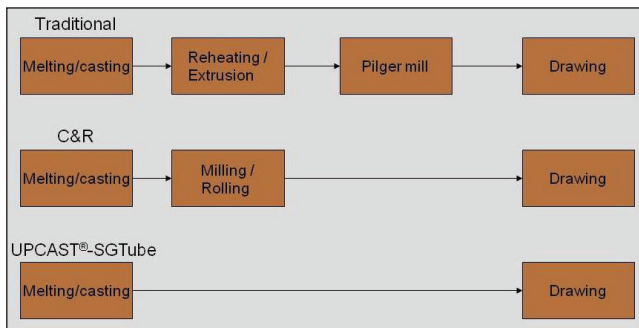 Traditional
Melting/casting
Reheating /
Extrusion
Pilger mill
Drawing
C&R
Melting/casting
Milling /
Rolling
Drawing
UPCAST®-SGTube
Melting/casting
Drawing